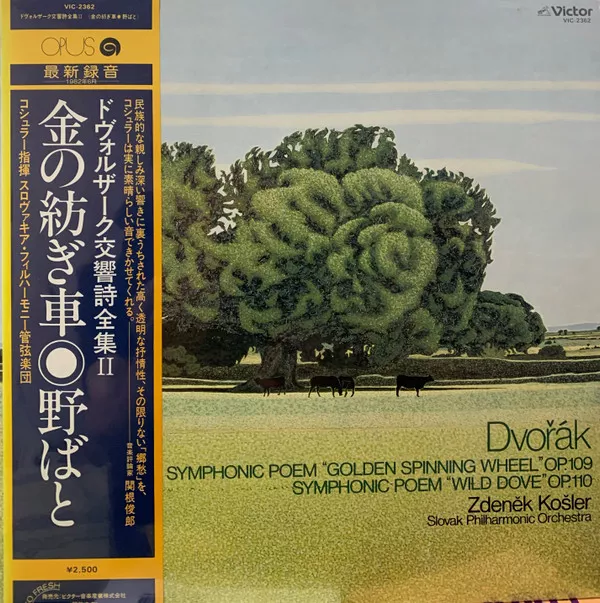 VIC-2362
ドヴォルザーク交響詩全集II（金の紡ぎ車●野ばと）
OPUS
最新録音
1982年6月
民族的な親しみ深い響きに裏うちされた高く透明な抒情性、その限りない「郷愁」を、
コシュラーは実に素晴らしい音できかせてくれる。
音楽評論家 関根俊郎
ドヴォルザーク交響詩全集II
金の紡ぎ車●野ばと
コシュラー指揮 スロヴァキア・フィルハーモニー管弦楽団
¥2,500
FRESH
発売元/ビクター音楽産業株式会社
Victor
VIC-2362
Dvořák
SYMPHONIC POEM “GOLDEN SPINNING WHEEL” OP.109
SYMPHONIC POEM “WILD DOVE” OP.110
Zdeněk Košler
Slovak Philharmonic Orchestra